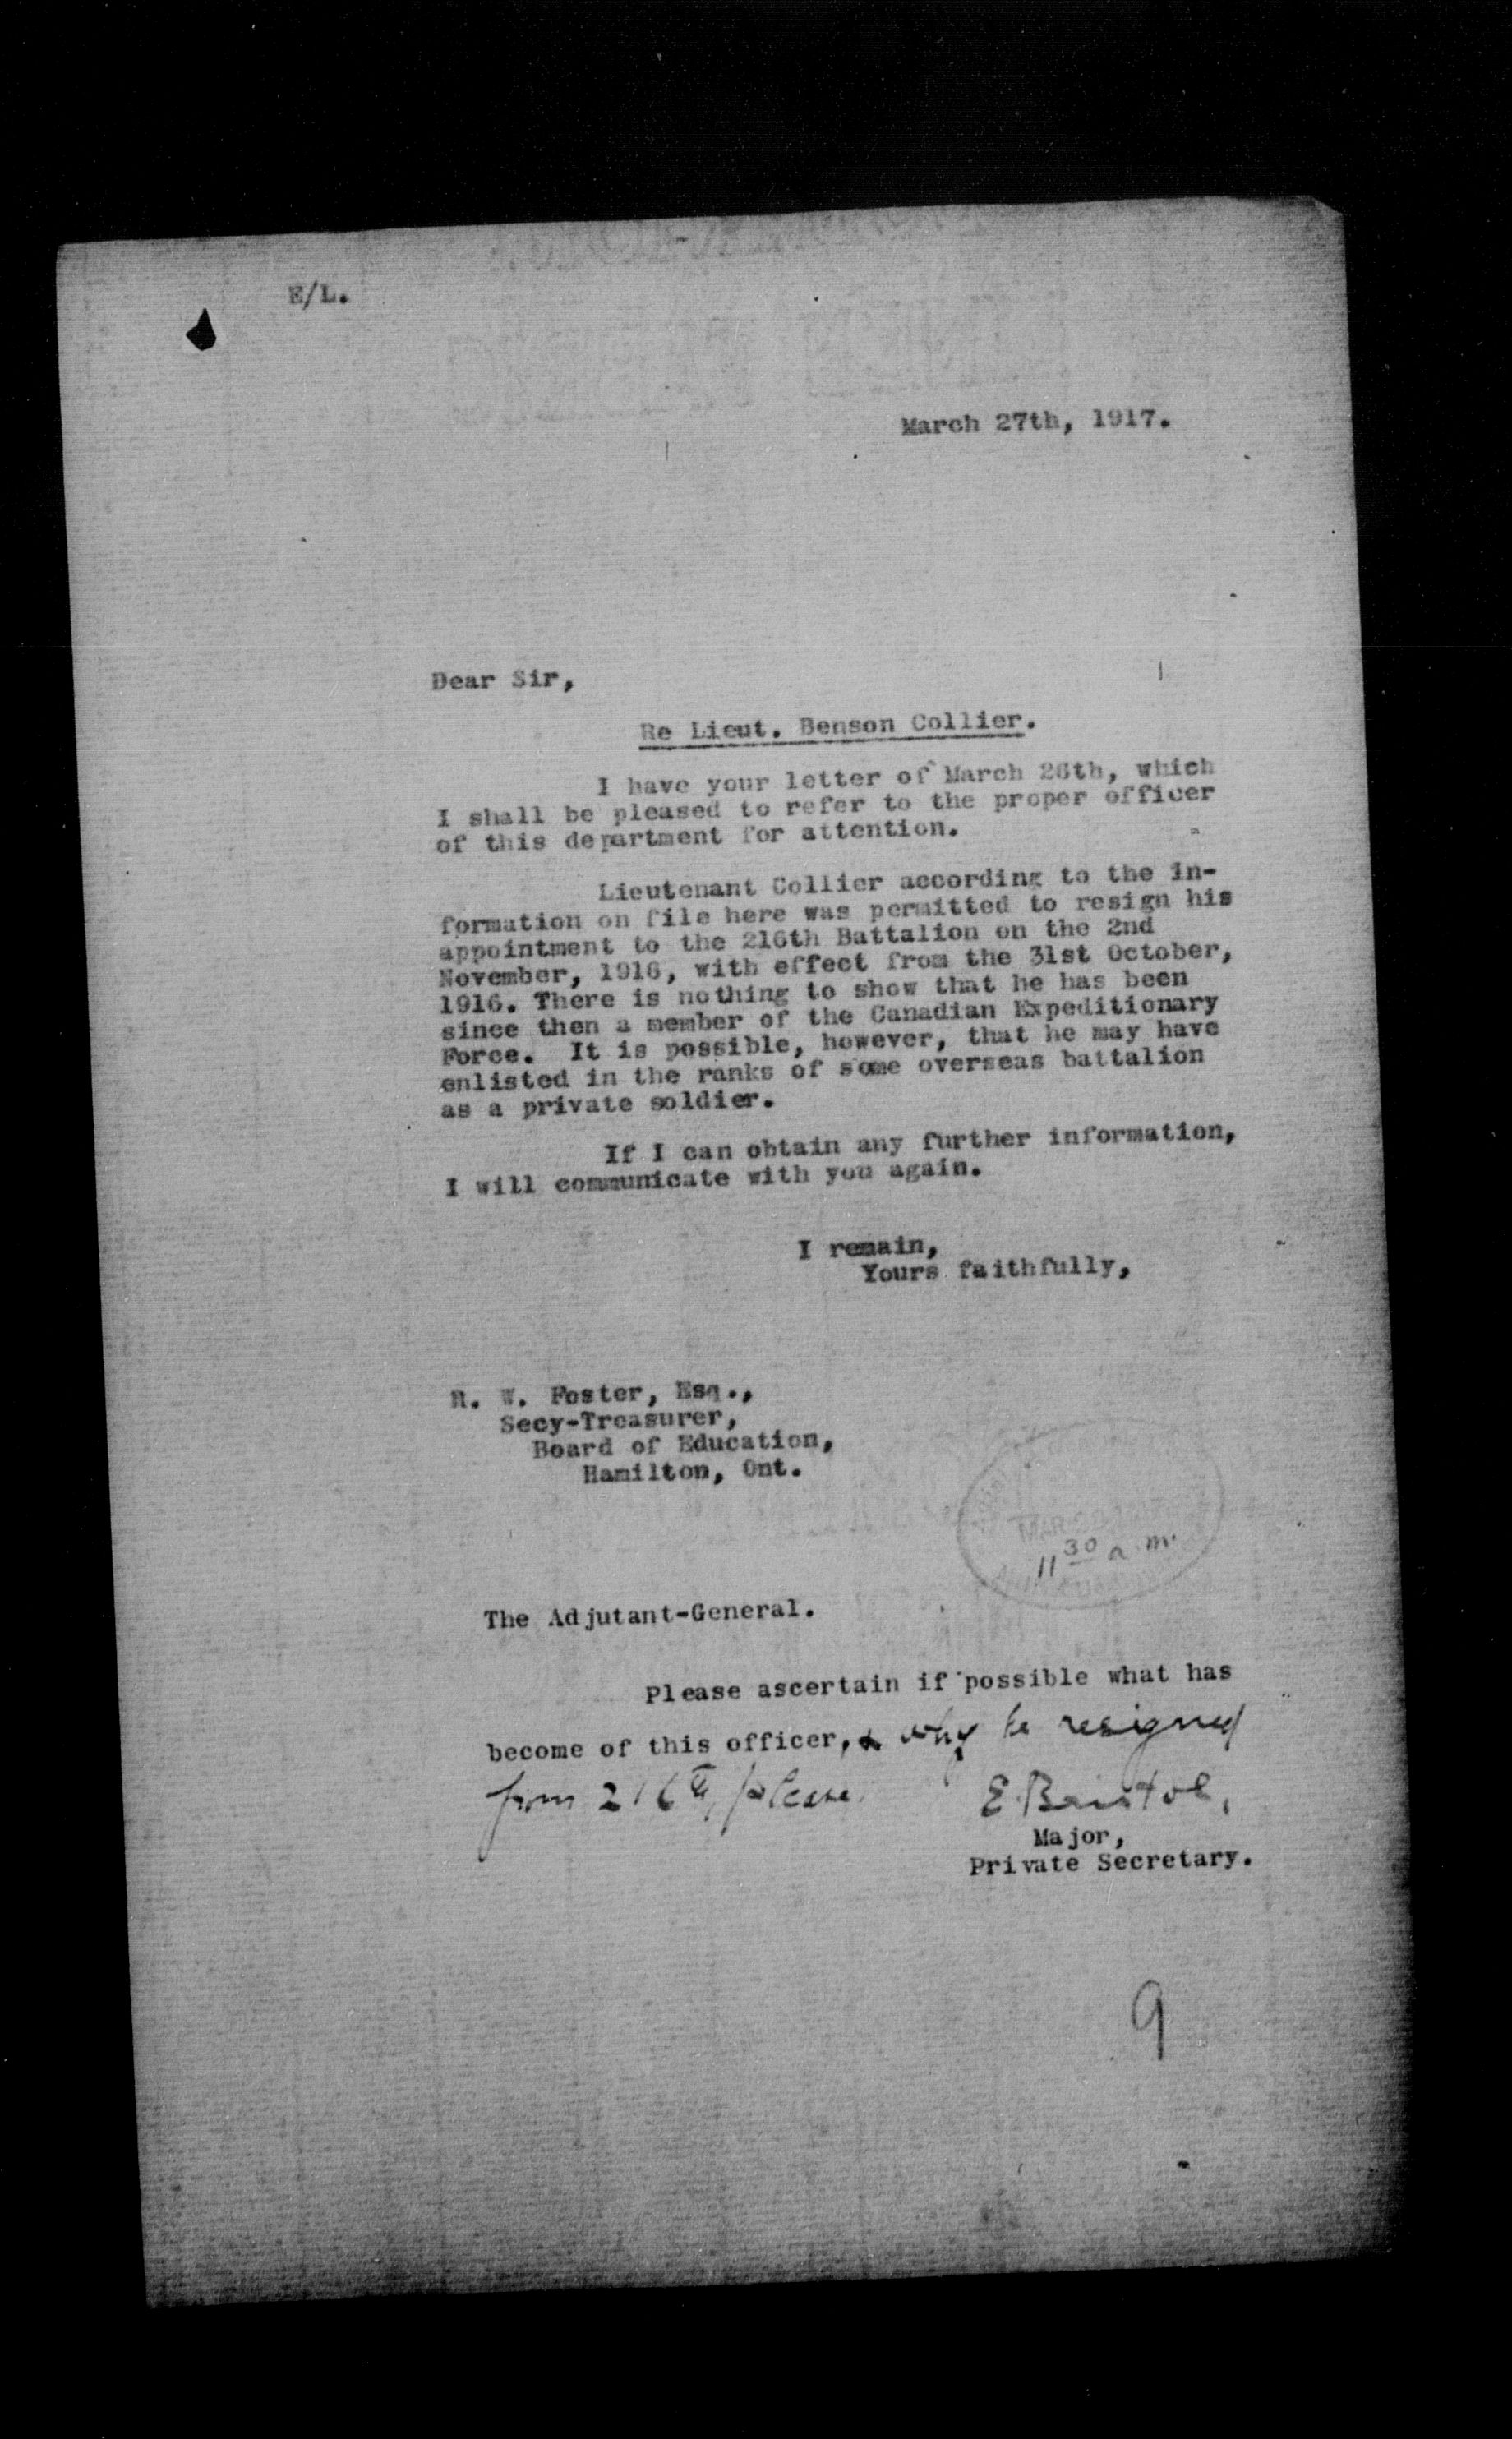 E/L.
March 27th, 1917.
Dear Sir,
Re Lieut. Benson Collier.
I have your letter of March 26th, which
I shall be pleased to refer to the proper officer
of this department for attention.
Lieutenant Collier according to the in-
formation on file here was permitted to resign his
appointment to the 216th Battalion on the 2nd
November, 1916, with effect from the 31st October,
1916. There is nothing to show that he has been
since then a member of the Canadian Expeditionary
Force. It is possible, however, that he may have
enlisted in the ranks of some overseas battalion
as a private soldier.
If I can obtain any further information,
I will communicate with you again.
I remain,
Yours faithfully,
R. W. Foster, Esq.,
Secy-Treasurer,
Board of Education,
Hamilton, Ont.
MAR
11 30 a.m.
The Adjutant-General.
Please ascertain if possible what has
become of this officer, & why he resigned
from 216th, please.
E. Bristol,
Major,
Private Secretary.
9